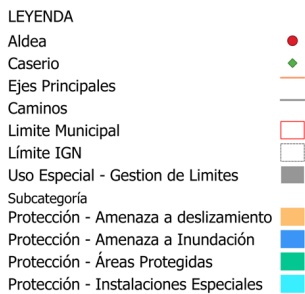 LEYENDA
Aldea
Caserio
Ejes Principales
Caminos
Limite Municipal
Límite IGN
Uso Especial - Gestion de Limites
Subcategoría
Protección - Amenaza a deslizamiento
Protección - Amenaza a Inundación
Protección - Áreas Protegidas
Protección - Instalaciones Especiales